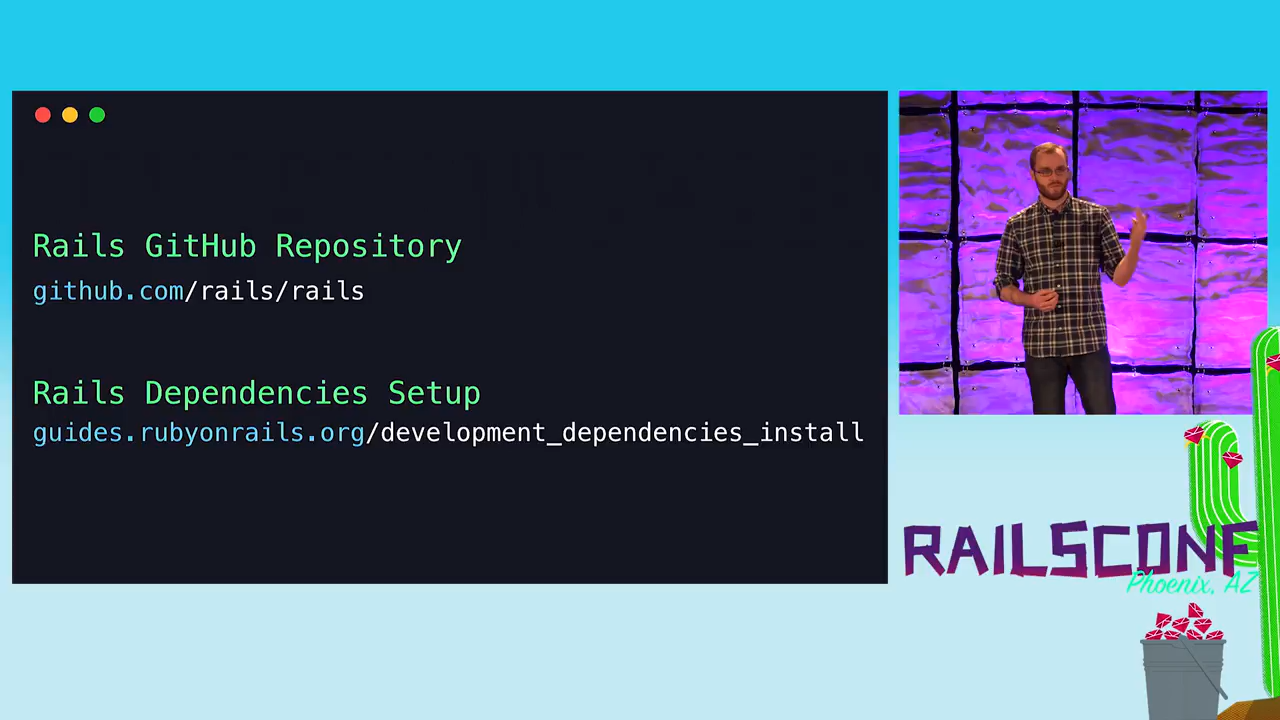 Rails GitHub Repository
github.com/rails/rails
Rails Dependencies Setup
guides.rubyonrails.org/development_dependencies_install
RAILSCONF
Phoenix, AZ